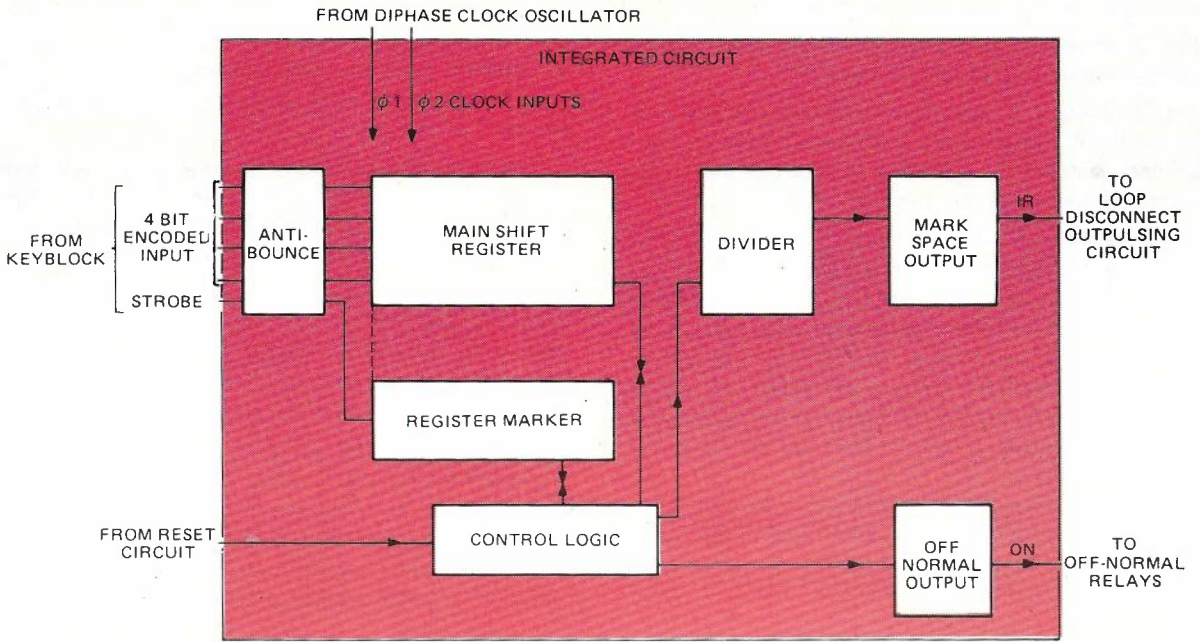 FROM DIPHASE CLOCK OSCILLATOR
INTEGRATED CIRCUIT
ϕ1 ϕ2 CLOCK INPUTS
FROM
KEYBLOCK
4 BIT
ENCODED
INPUT
STROBE
ANTI-
BOUNCE
MAIN SHIFT
REGISTER
DIVIDER
MARK
SPACE
OUTPUT
IR
TO
LOOP
DISCONNECT
OUTPULSING
CIRCUIT
REGISTER MARKER
FROM RESET
CIRCUIT
CONTROL LOGIC
OFF
NORMAL
OUTPUT
ON
TO
OFF-NORMAL
RELAYS